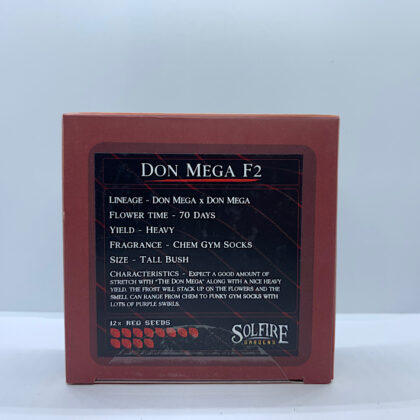 Don Mega F2
Lineage - Don Mega x Don Mega
Flower time - 70 Days
Yield - Heavy
Fragrance - Chem Gym Socks
Size - Tall Bush
Characteristics - Expect a good amount of
stretch with "The Don Mega" along with a nice heavy
yield. The frost will stack up on the flowers and the
smell can range from chem to funky gym socks with
lots of purple swirls.
12x Reg Seeds
Solfire
Gardens